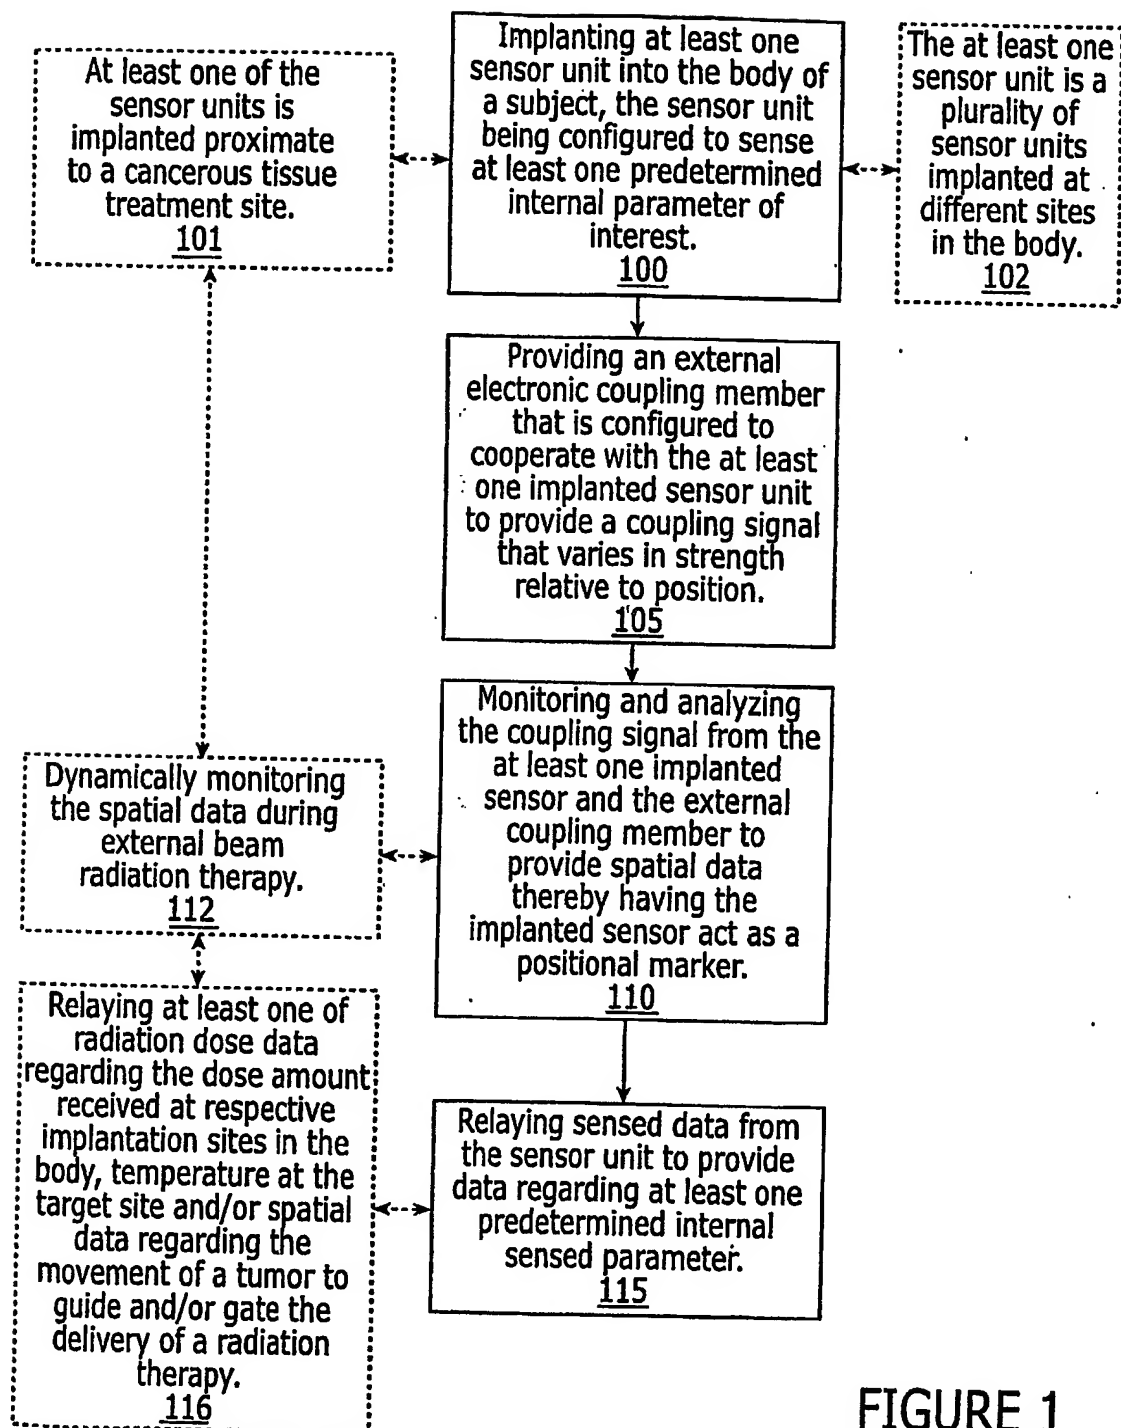 At least one of the
sensor units is
implanted proximate
to a cancerous tissue
treatment site.
101
Implanting at least one
sensor unit into the body of
a subject, the sensor unit
being configured to sense
at least one predetermined
internal parameter of
interest.
100
The at least one
sensor unit is a
plurality of
sensor units
implanted at
different sites
in the body.
102
Providing an external
electronic coupling member
that is configured to
cooperate with the at least
one implanted sensor unit
to provide a coupling signal
that varies in strength
relative to position.
105
Monitoring and analyzing
the coupling signal from the
at least one implanted
sensor and the external
coupling member to
provide spatial data
thereby having the
implanted sensor act as a
positional marker.
110
Dynamically monitoring
the spatial data during
external beam
radiation therapy.
112
Relaying at least one of
radiation dose data
regarding the dose amount
received at respective
implantation sites in the
body, temperature at the
target site and/or spatial
data regarding the
movement of a tumor to
guide and/or gate the
delivery of a radiation
therapy.
116
Relaying sensed data from
the sensor unit to provide
data regarding at least one
predetermined internal
sensed parameter.
115
FIGURE 1